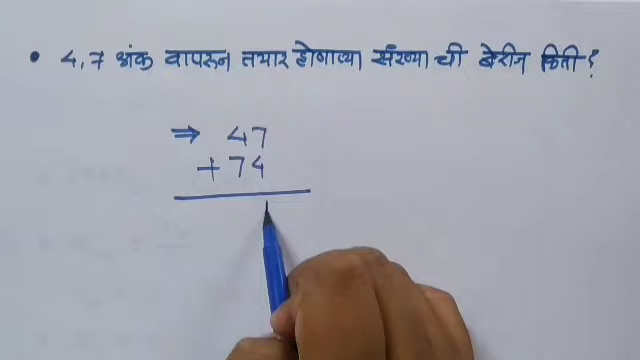 • 4,7 अंक वापरून तयार होणाऱ्या संख्या ची बेरीज किती?
⇒ 47
+ 74